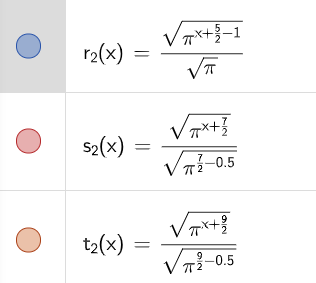 r₂(x) = √(π^(x+5/2−1)) / √π
s₂(x) = √(π^(x+7/2)) / √(π^(7/2−0.5))
t₂(x) = √(π^(x+9/2)) / √(π^(9/2−0.5))